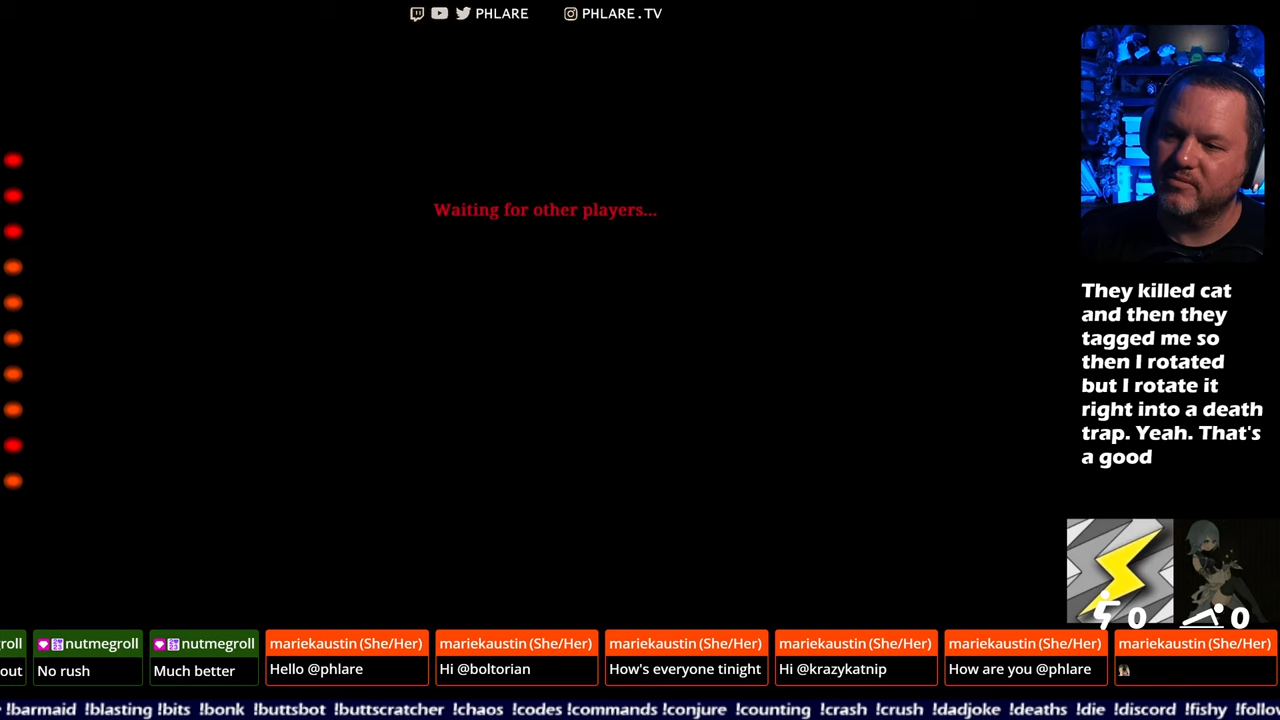 PHLARE PHLARE.TV
Waiting for other players...
They killed cat
and then they
tagged me so
then I rotated
but I rotate it
right into a death
trap. Yeah. That's
a good
0 0
roll nutmegroll nutmegroll mariekaustin (She/Her) mariekaustin (She/Her) mariekaustin (She/Her) mariekaustin (She/Her) mariekaustin (She/Her) mariekaustin (She/Her)
out No rush Much better Hello @phlare Hi @boltorian How's everyone tinight Hi @krazykatnip How are you @phlare
!barmaid !blasting !bits !bonk !buttsbot !buttscratcher !chaos !codes !commands !conjure !counting !crash !crush !dadjoke !deaths !die !discord !fishy !follow